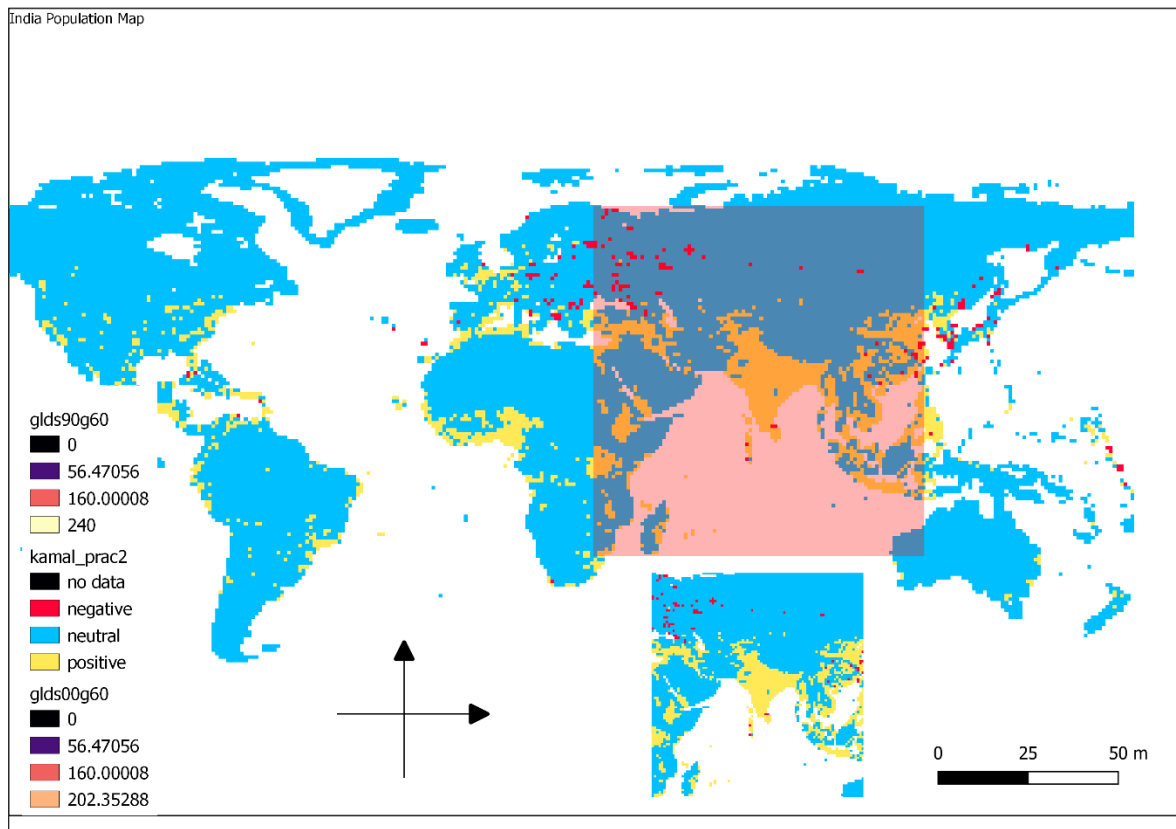 India Population Map
glds90g60
0
56.47056
160.00008
240
kamal_prac2
no data
negative
neutral
positive
glds00g60
0
56.47056
160.00008
202.35288
0 25 50 m